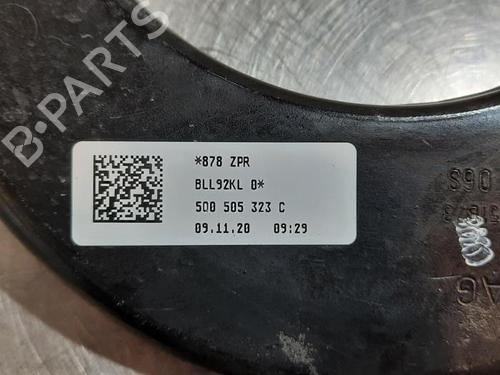 B-PARTS
*878 ZPR
BLL92KL 0*
5Q0 505 323 C
09.11.20 09:29